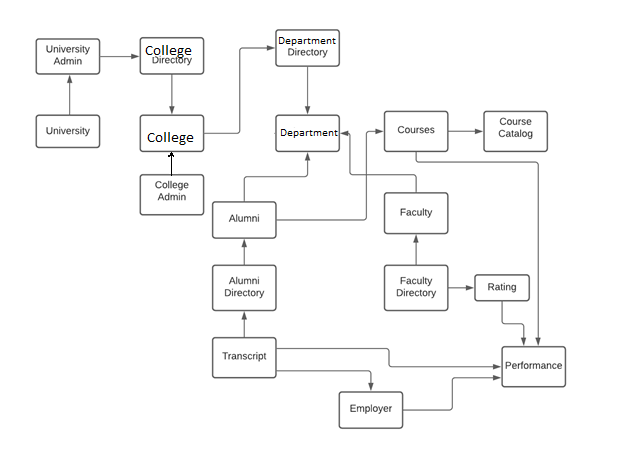 University
Admin
College
Directory
Department
Directory
University
College
Department
Courses
Course
Catalog
College
Admin
Alumni
Faculty
Alumni
Directory
Faculty
Directory
Rating
Transcript
Performance
Employer